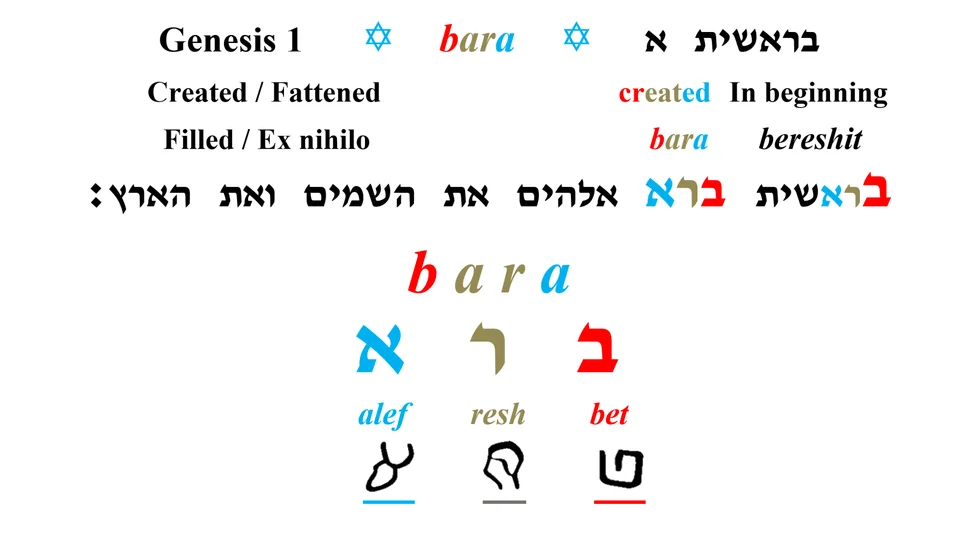 Genesis 1 ✡ bara ✡ בראשית א
Created / Fattened created In beginning
Filled / Ex nihilo bara bereshit
בראשית ברא אלהים את השמים ואת הארץ:
b a r a
ב ר א
alef resh bet